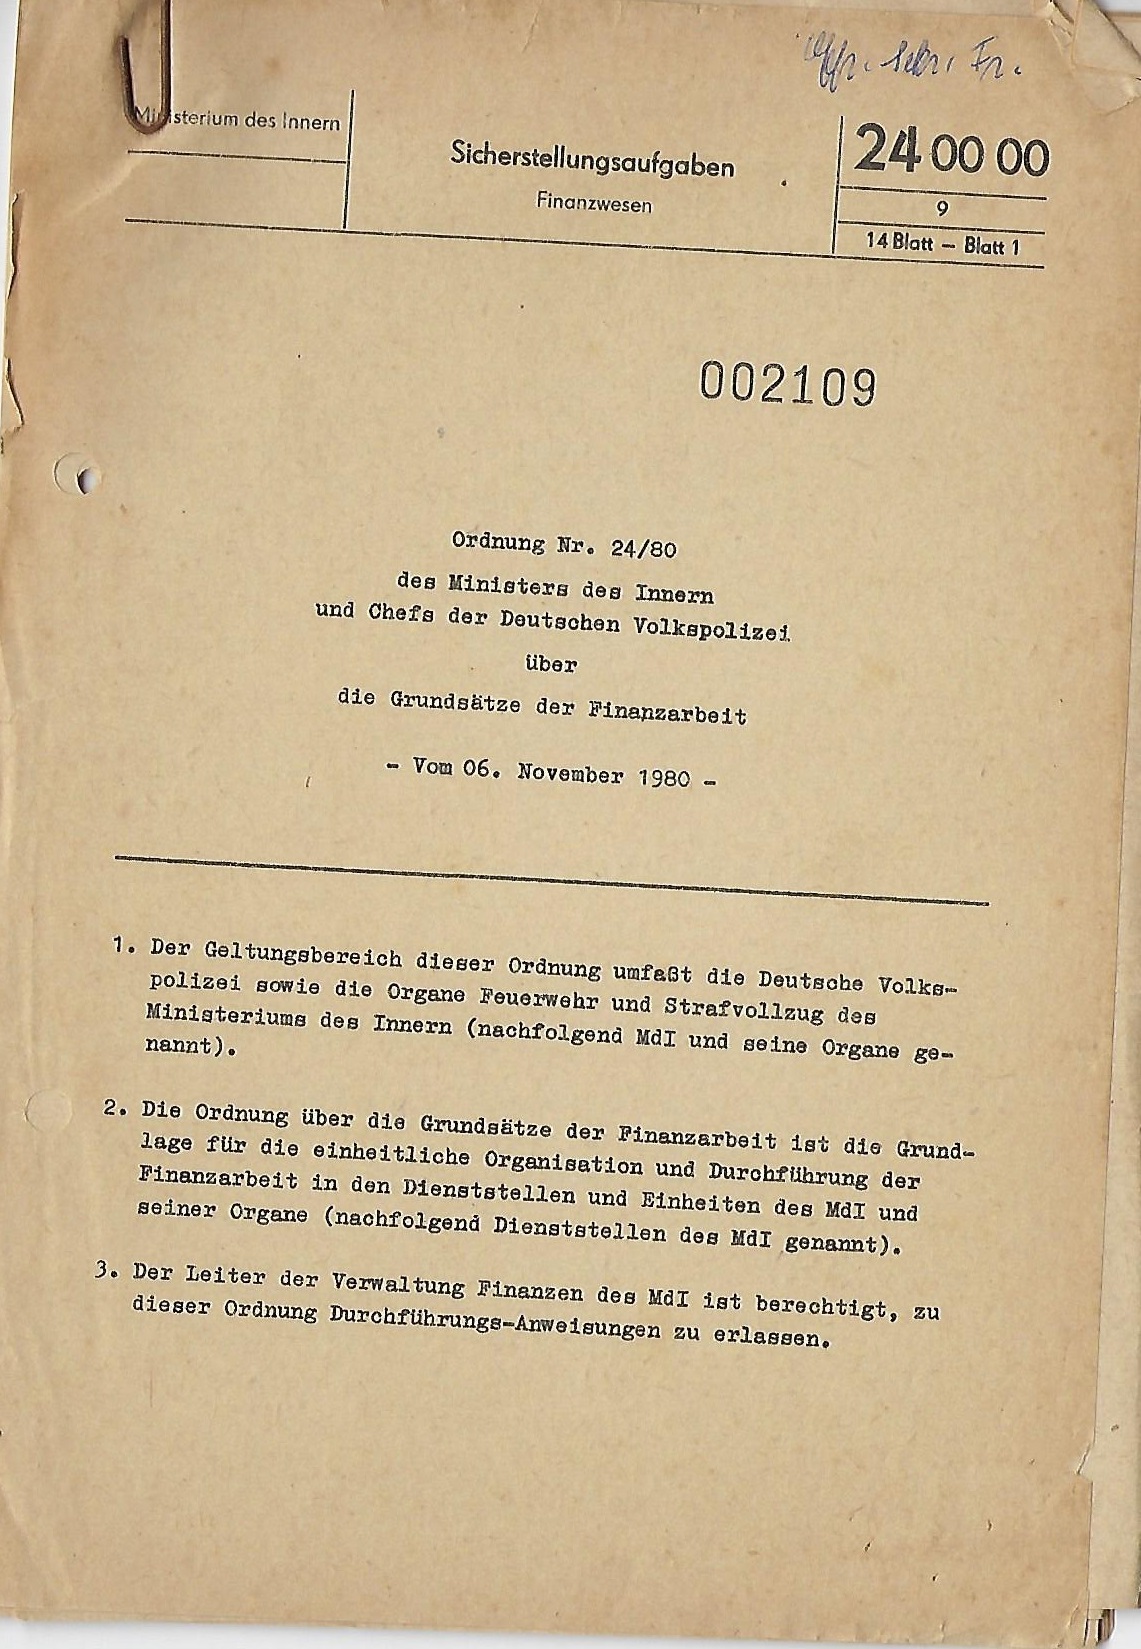 Ministerium des Innern
Sicherstellungsaufgaben
Finanzwesen
24 00 00
9
14 Blatt — Blatt 1
002109
Ordnung Nr. 24/80
des Ministers des Innern
und Chefs der Deutschen Volkspolizei
über
die Grundsätze der Finanzarbeit
- Vom 06. November 1980 -
1. Der Geltungsbereich dieser Ordnung umfaßt die Deutsche Volks-
polizei sowie die Organe Feuerwehr und Strafvollzug des
Ministeriums des Innern (nachfolgend MdI und seine Organe ge-
nannt).
2. Die Ordnung über die Grundsätze der Finanzarbeit ist die Grund-
lage für die einheitliche Organisation und Durchführung der
Finanzarbeit in den Dienststellen und Einheiten des MdI und
seiner Organe (nachfolgend Dienststellen des MdI genannt).
3. Der Leiter der Verwaltung Finanzen des MdI ist berechtigt, zu
dieser Ordnung Durchführungs-Anweisungen zu erlassen.